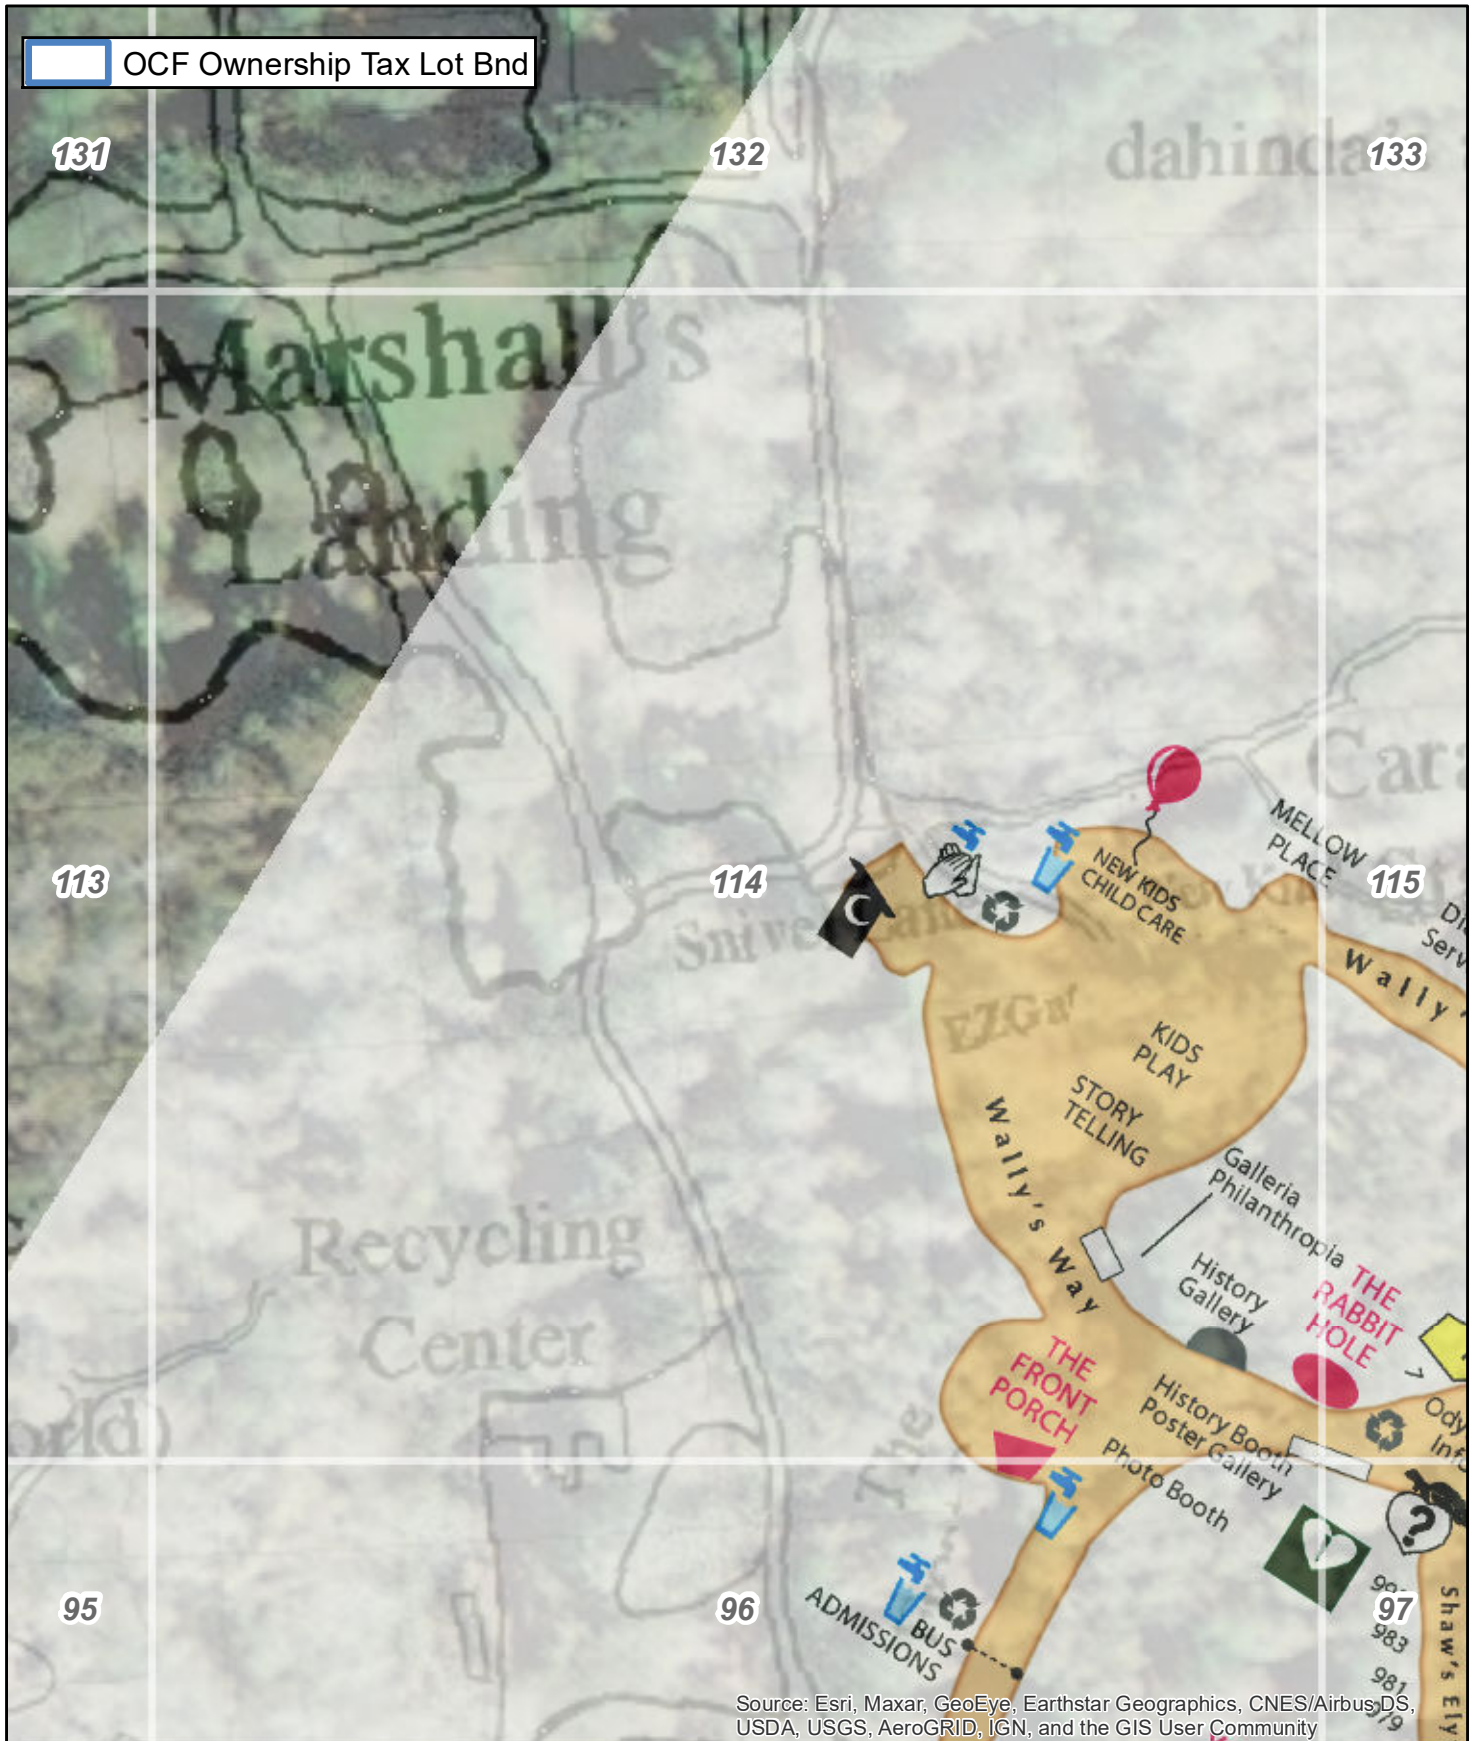 OCF Ownership Tax Lot Bnd
131
132
133
dahinda's
Marshall's
Landing
MELLOW
PLACE
NEW KIDS
CHILD CARE
113
114
115
Wally'
KIDS
PLAY
STORY
TELLING
Wally's Way
Galleria
Philanthropia
History
Gallery
THE
RABBIT
HOLE
Recycling
Center
THE
FRONT
PORCH
History Booth
Poster Gallery
Photo Booth
The
?
95
96
97
983
981
979
BUS
ADMISSIONS
Shaw's Ely
Source: Esri, Maxar, GeoEye, Earthstar Geographics, CNES/Airbus DS,
USDA, USGS, AeroGRID, IGN, and the GIS User Community